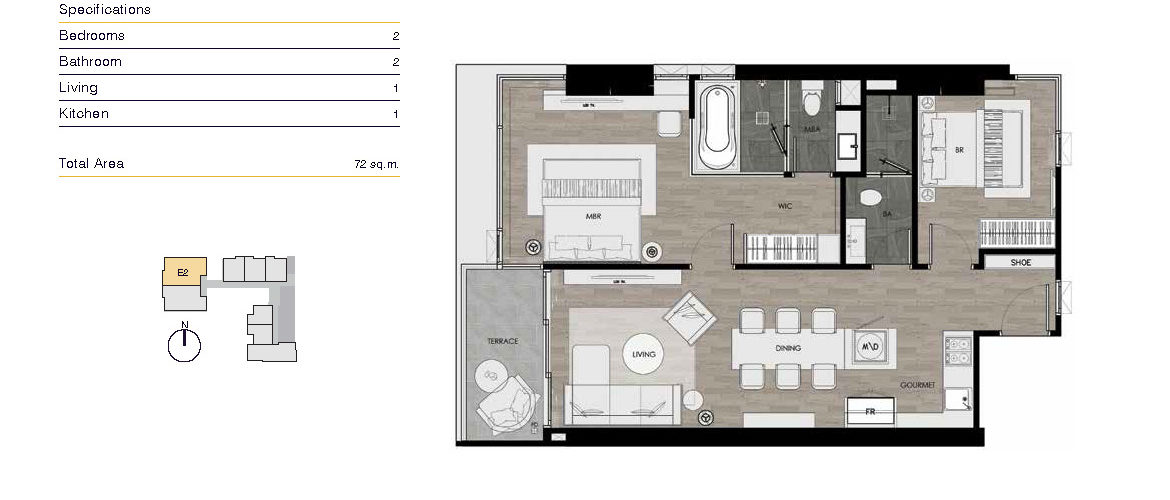 Specifications
Bedrooms 2
Bathroom 2
Living 1
Kitchen 1
Total Area 72 sq.m.
E2
N
MBA
BR
WIC
MBR
BA
SHOE
TERRACE
LIVING
DINING
M\D
GOURMET
FR